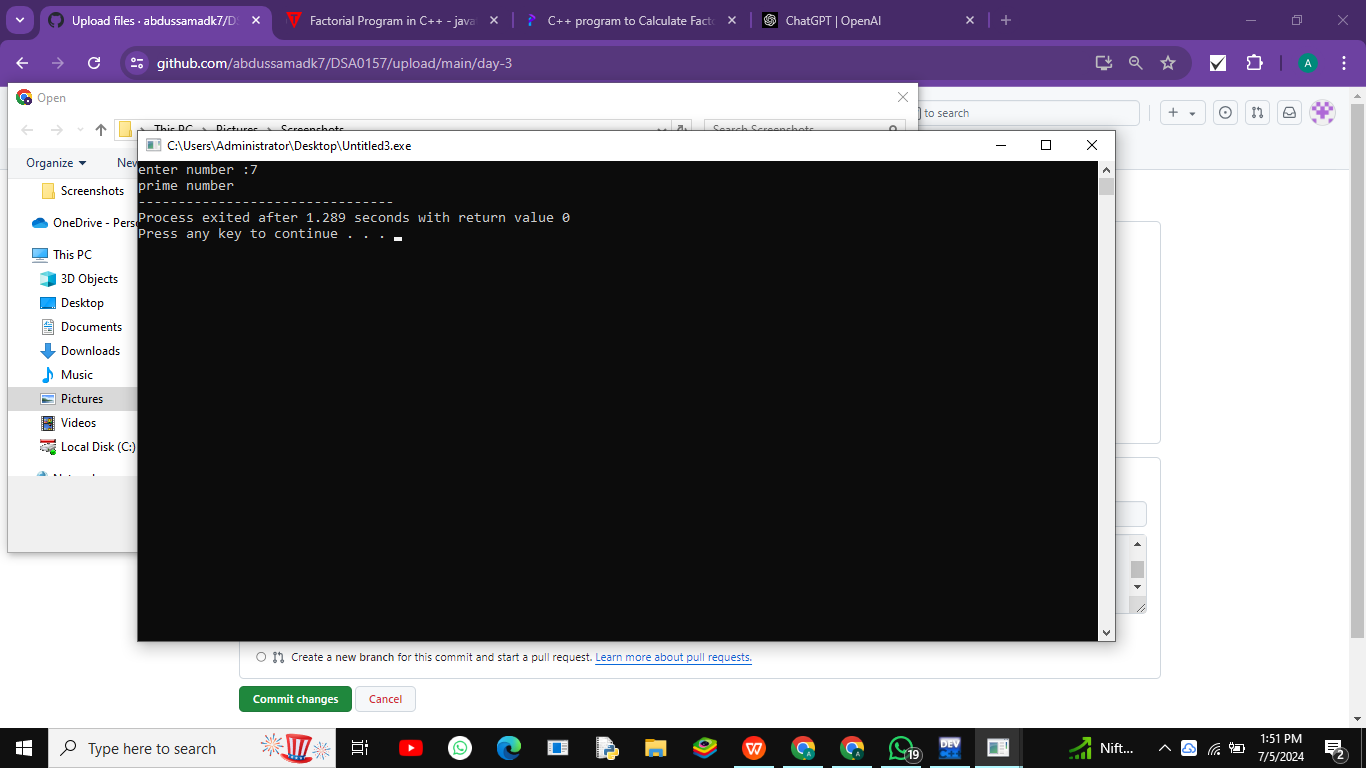 Upload files · abdussamadk7/DS
Factorial Program in C++ - java
C++ program to Calculate Facto
ChatGPT | OpenAI
github.com/abdussamadk7/DSA0157/upload/main/day-3
A
Open
to search
This PC Pictures Screenshots
Search Screenshots
C:\Users\Administrator\Desktop\Untitled3.exe
Organize
New
enter number :7
prime number
--------------------------------
Process exited after 1.289 seconds with return value 0
Press any key to continue . . .
Screenshots
OneDrive - Perso
This PC
3D Objects
Desktop
Documents
Downloads
Music
Pictures
Videos
Local Disk (C:)
Create a new branch for this commit and start a pull request. Learn more about pull requests.
Commit changes
Cancel
Type here to search
19
DEV
Nift...
1:51 PM
7/5/2024
2